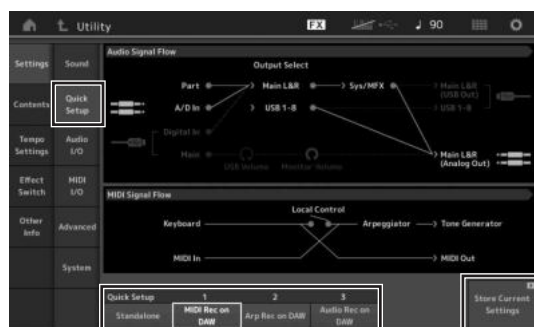 Utility
FX
90
Settings
Sound
Contents
Quick
Setup
Tempo
Settings
Audio
I/O
Effect
Switch
MIDI
I/O
Other
Info
Advanced
System
Audio Signal Flow
Output Select
Part
Main L&R
Sys/MFX
Main L&R
(USB Out)
A/D In
USB 1-8
USB 1-8
Digital In
Main
USB Volume
Monitor Volume
Main L&R
(Analog Out)
MIDI Signal Flow
Local Control
Keyboard
Arpeggiator
Tone Generator
MIDI In
MIDI Out
Quick Setup
1
2
3
Standalone
MIDI Rec on
DAW
Arp Rec on DAW
Audio Rec on
DAW
Store Current
Settings